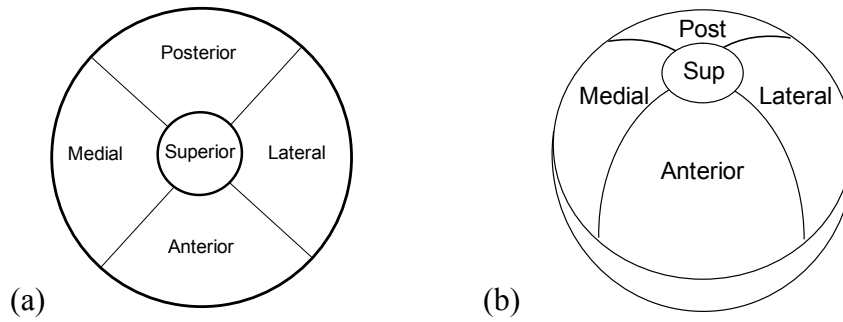 Posterior
Medial
Superior
Lateral
Anterior
(a)
Post
Sup
Medial
Lateral
Anterior
(b)